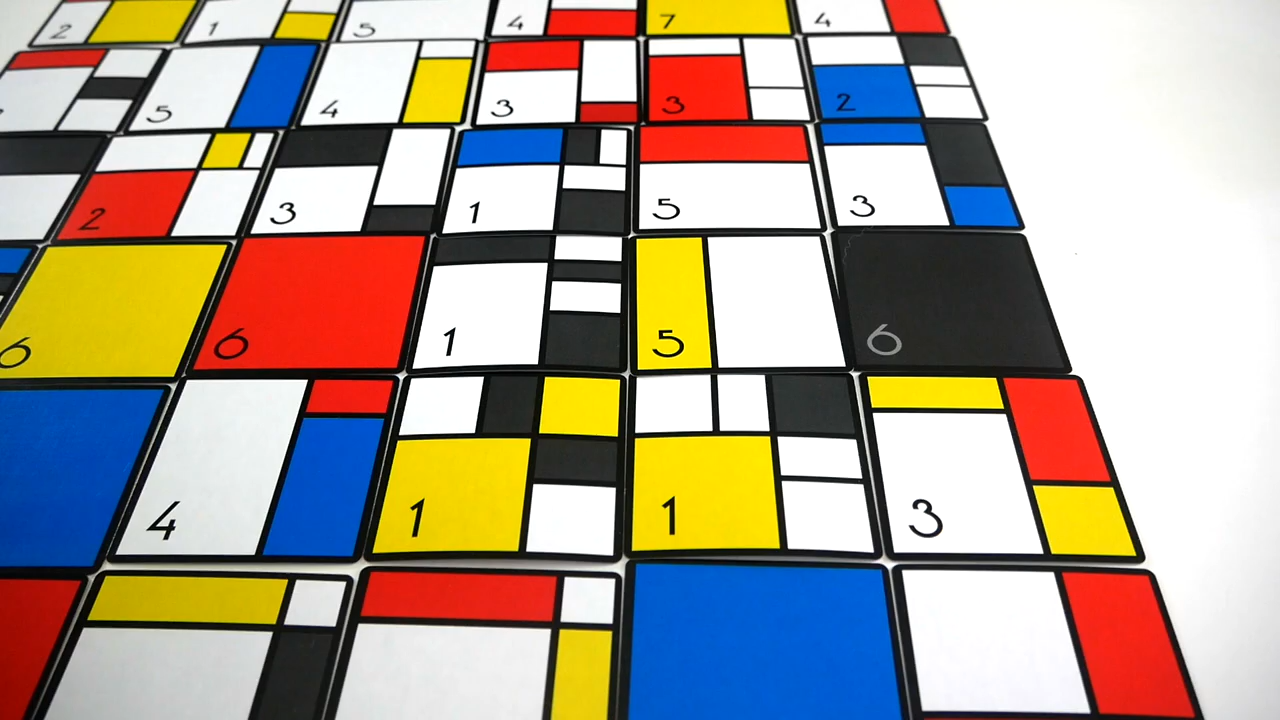 2 1 5 4 7 4
5 4 3 3 2
2 3 1 5 3
6 6 1 5 6
4 1 1 3